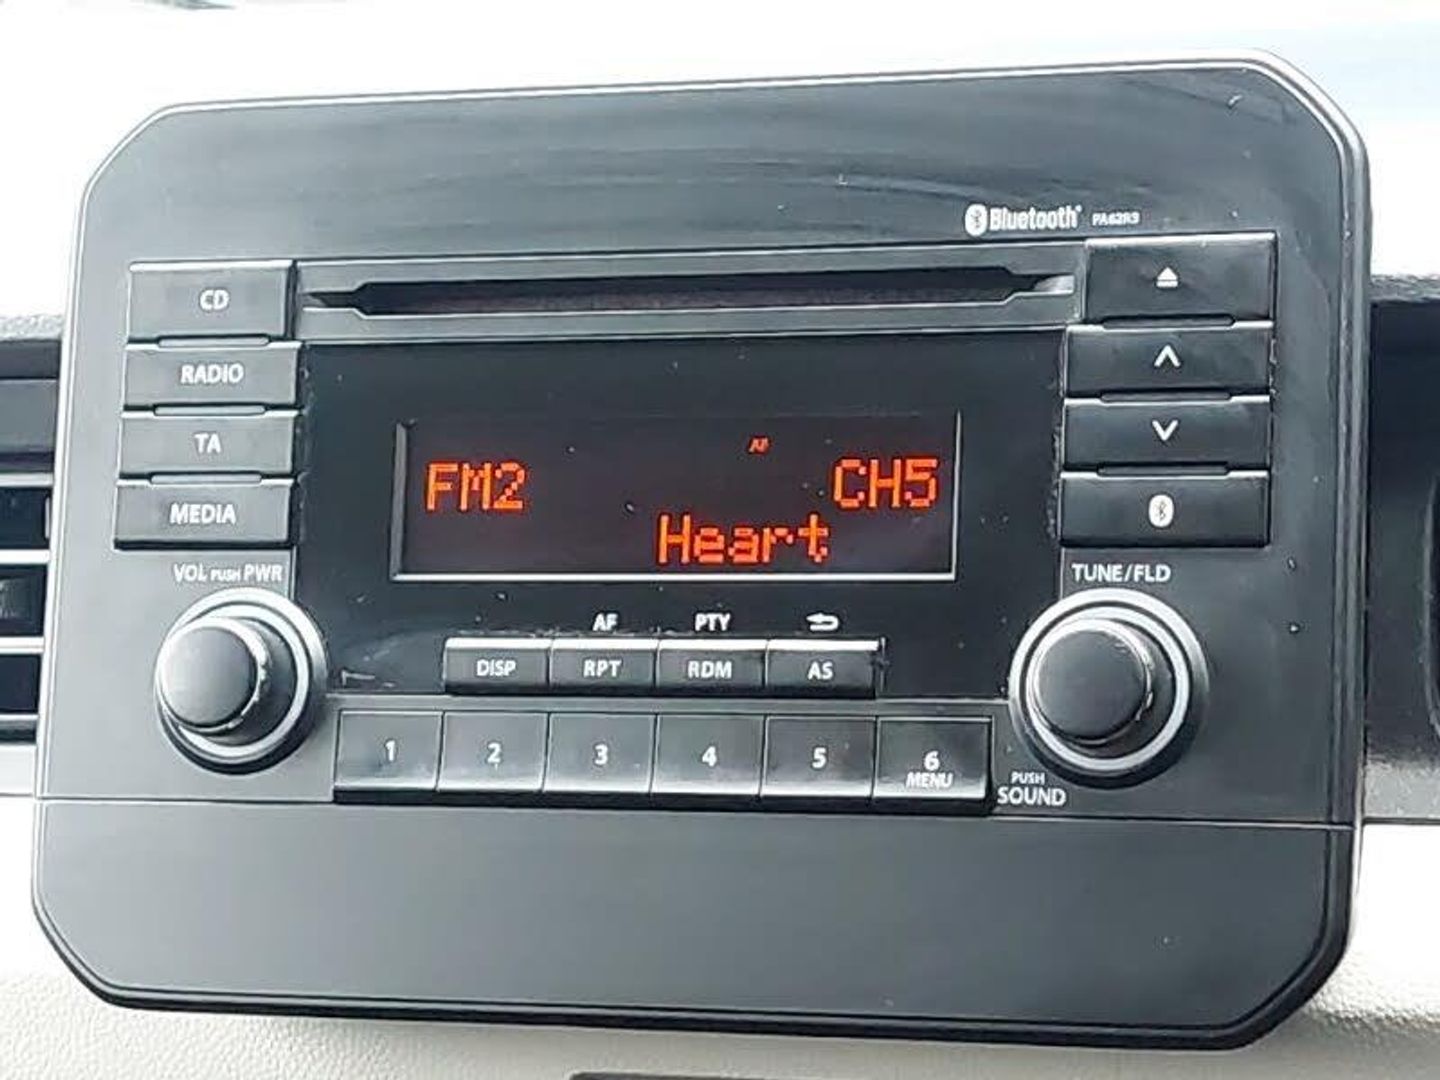 Bluetooth PA62R3
CD
RADIO
TA
MEDIA
AF
FM2 CH5
Heart
VOL PUSH PWR
TUNE/FLD
AF PTY
DISP RPT RDM AS
1 2 3 4 5 6
MENU
PUSH
SOUND